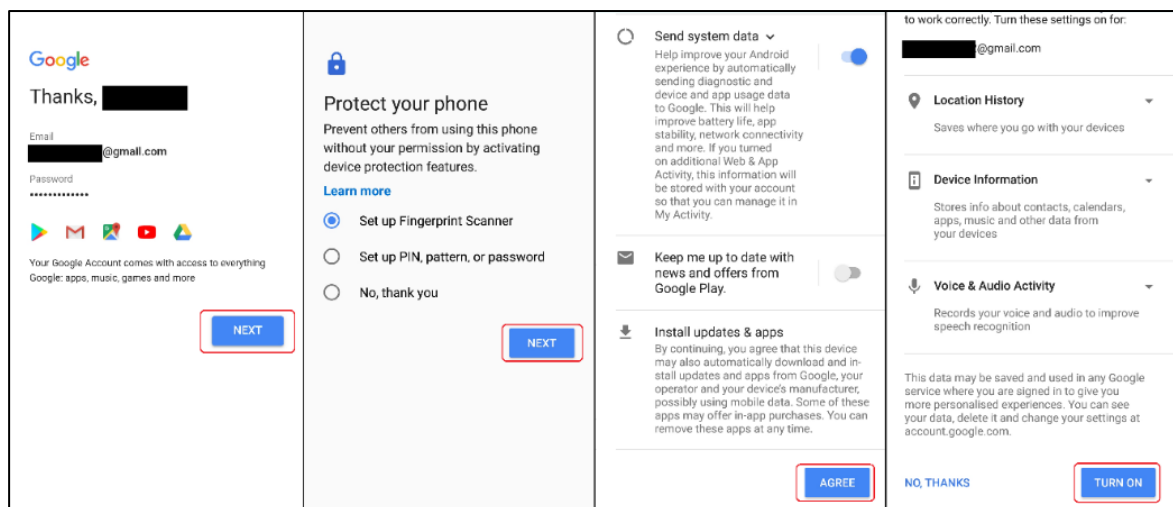 Google
Thanks,
Email
@gmail.com
Password
•••••••••••••
Your Google Account comes with access to everything
Google: apps, music, games and more
NEXT
Protect your phone
Prevent others from using this phone
without your permission by activating
device protection features.
Learn more
Set up Fingerprint Scanner
Set up PIN, pattern, or password
No, thank you
NEXT
Send system data
Help improve your Android
experience by automatically
sending diagnostic and
device and app usage data
to Google. This will help
improve battery life, app
stability, network connectivity
and more. If you turned
on additional Web & App
Activity, this information will
be stored with your account
so that you can manage it in
My Activity.
Keep me up to date with
news and offers from
Google Play.
Install updates & apps
By continuing, you agree that this device
may also automatically download and in-
stall updates and apps from Google, your
operator and your device's manufacturer,
possibly using mobile data. Some of these
apps may offer in-app purchases. You can
remove these apps at any time.
AGREE
to work correctly. Turn these settings on for:
@gmail.com
Location History
Saves where you go with your devices
Device Information
Stores info about contacts, calendars,
apps, music and other data from
your devices
Voice & Audio Activity
Records your voice and audio to improve
speech recognition
This data may be saved and used in any Google
service where you are signed in to give you
more personalised experiences. You can see
your data, delete it and change your settings at
account.google.com.
NO, THANKS
TURN ON